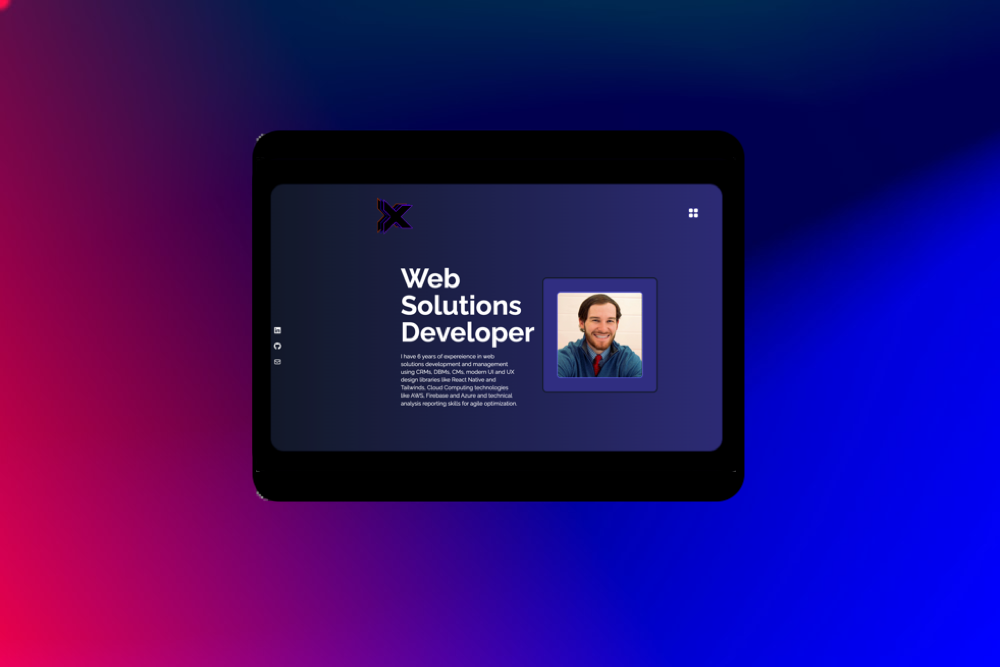 Web
Solutions
Developer
I have 6 years of expereience in web
solutions development and management
using CRMs, DBMs, CMs, modern UI and UX
design libraries like React Native and
Tailwinds, Cloud Computing technologies
like AWS, Firebase and Azure and technical
analysis reporting skills for agile optimization.